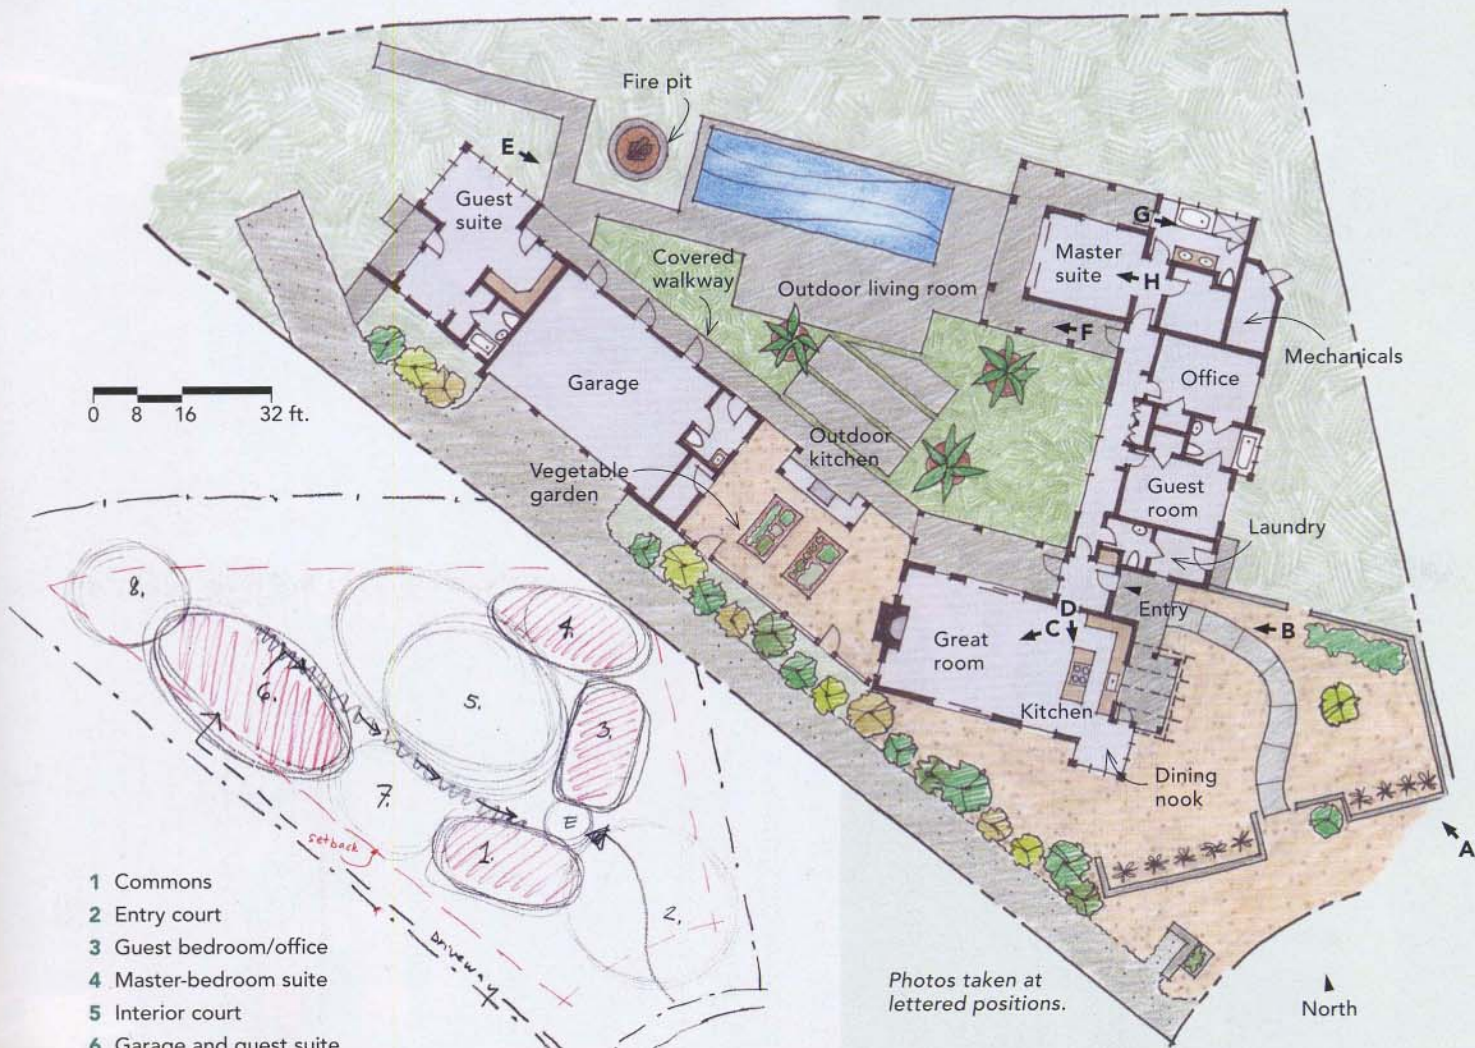 Fire pit
E
Guest
suite
G
Master
suite
H
Covered
walkway
Outdoor living room
F
Mechanicals
Office
Garage
0 8 16 32 ft.
Outdoor
kitchen
Vegetable
garden
Guest
room
Laundry
Entry
B
D
C
Great
room
Kitchen
Dining
nook
A
8.
4.
6.
5.
3.
7.
E
1.
setback
2.
Driveway
1 Commons
2 Entry court
3 Guest bedroom/office
4 Master-bedroom suite
5 Interior court
6 Garage and guest suite
Photos taken at
lettered positions.
North